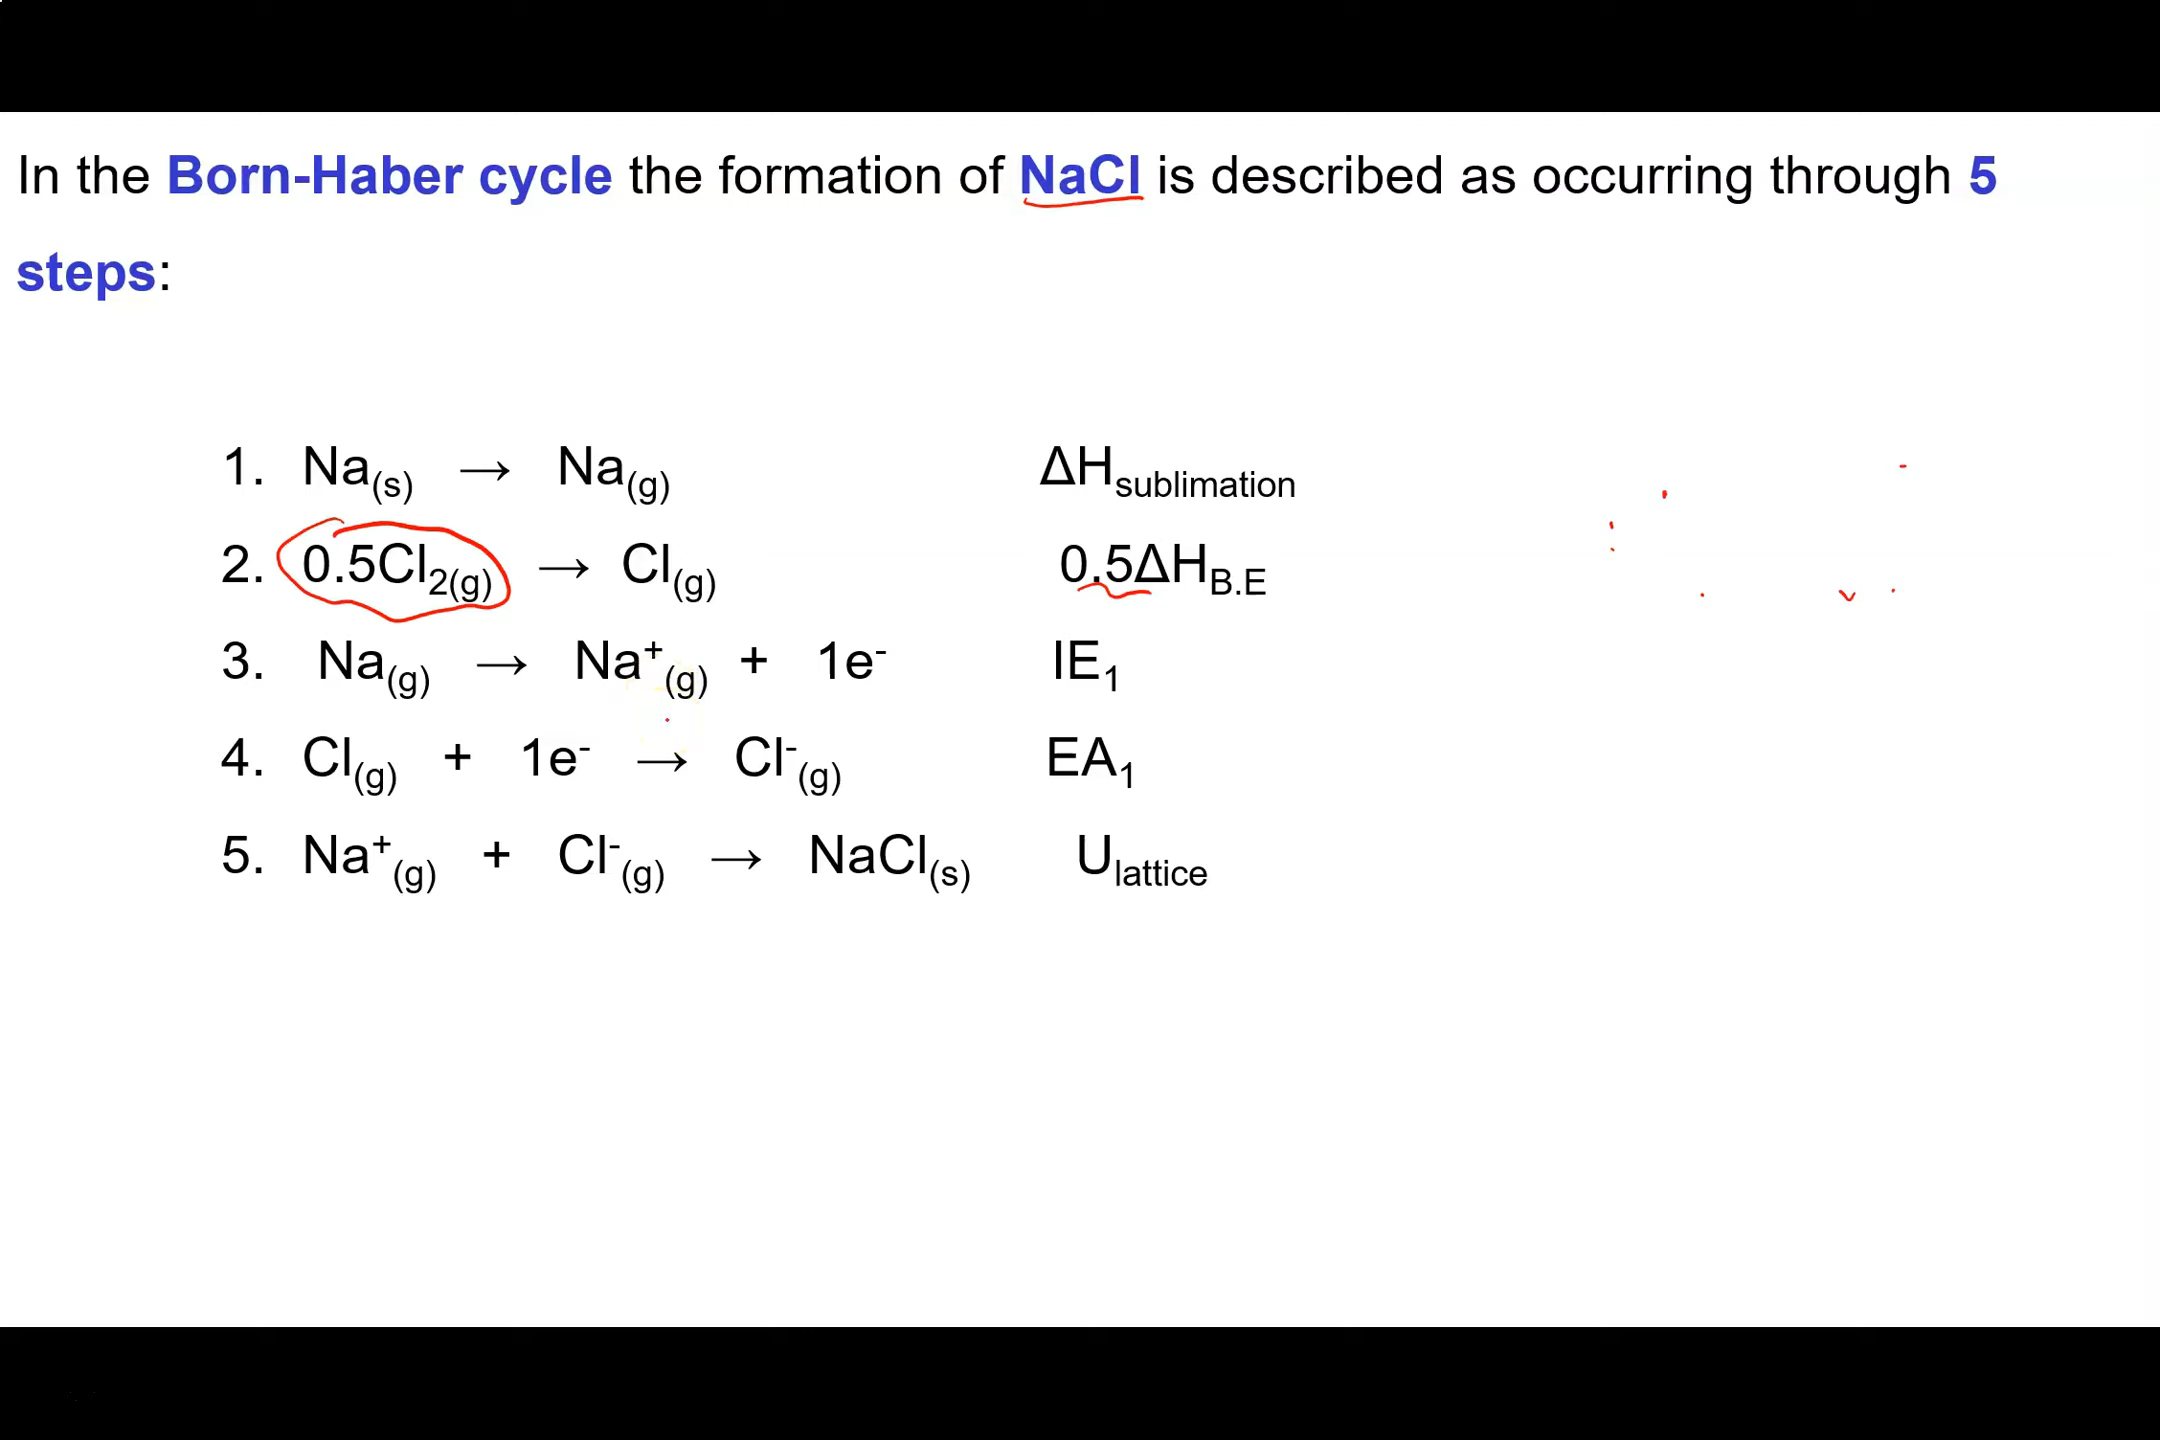 In the Born-Haber cycle the formation of NaCl is described as occurring through 5
steps:
1. Na(s) → Na(g) ΔHsublimation
2. 0.5Cl2(g) → Cl(g) 0.5ΔHB.E
3. Na+(g) + 1e- IE1
4. Cl(g) + 1e- → Cl-(g) EA1
5. Na+(g) + Cl-(g) → NaCl(s) Ulattice